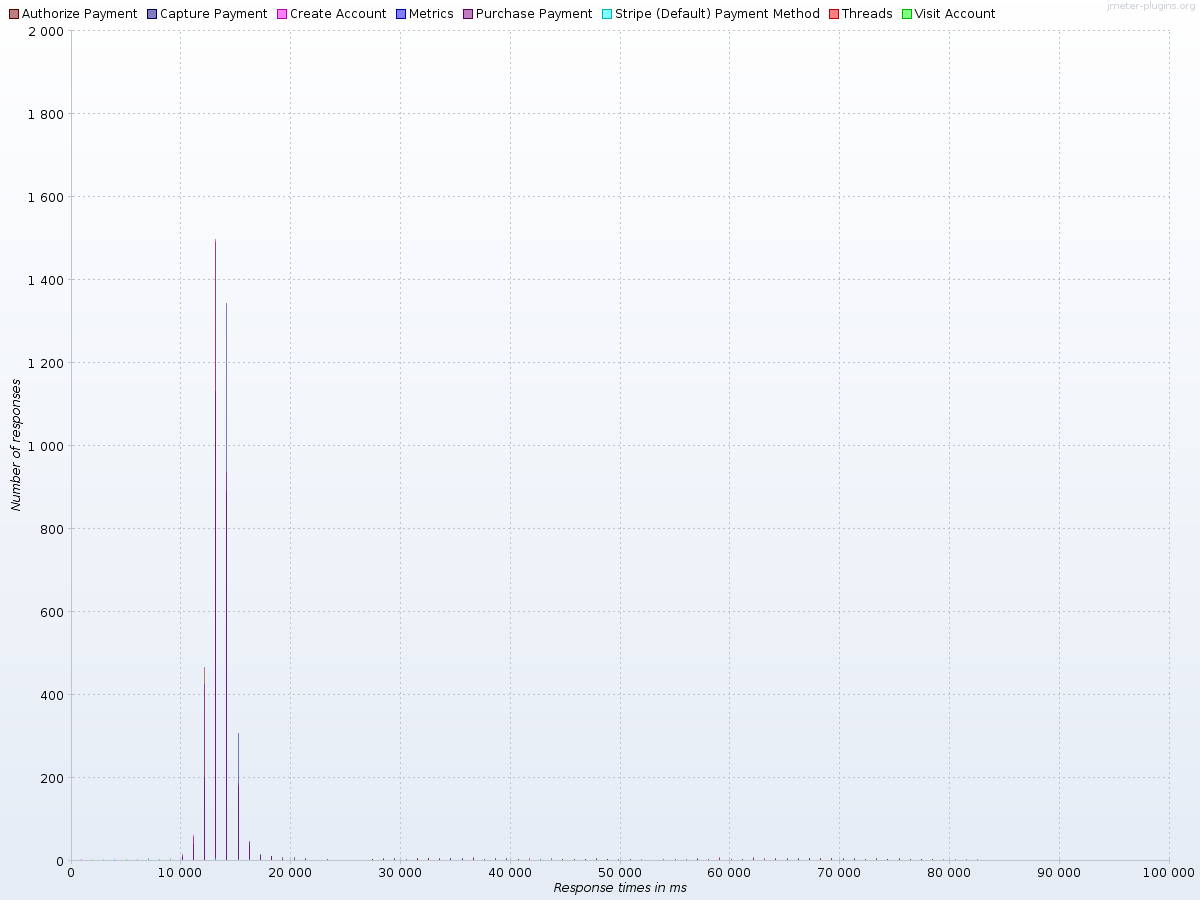 Authorize Payment Capture Payment Create Account Metrics Purchase Payment Stripe (Default) Payment Method Threads Visit Account
jmeter-plugins.org
2 000
1 800
1 600
1 400
1 200
1 000
800
600
400
200
0
Number of responses
0 10 000 20 000 30 000 40 000 50 000 60 000 70 000 80 000 90 000 100 000
Response times in ms